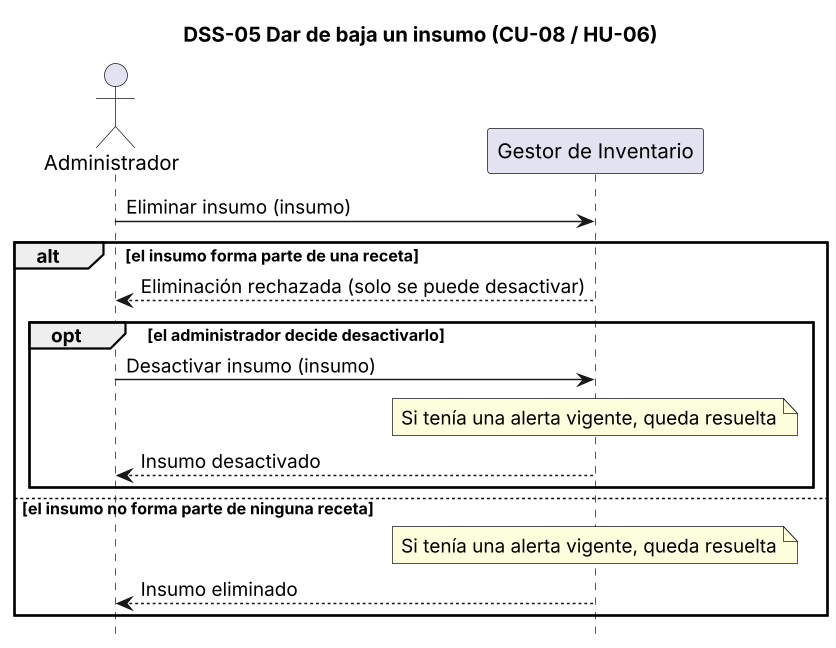 DSS-05 Dar de baja un insumo (CU-08 / HU-06)
Administrador
Gestor de Inventario
Eliminar insumo (insumo)
alt
[el insumo forma parte de una receta]
Eliminación rechazada (solo se puede desactivar)
opt
[el administrador decide desactivarlo]
Desactivar insumo (insumo)
Si tenía una alerta vigente, queda resuelta
Insumo desactivado
[el insumo no forma parte de ninguna receta]
Si tenía una alerta vigente, queda resuelta
Insumo eliminado